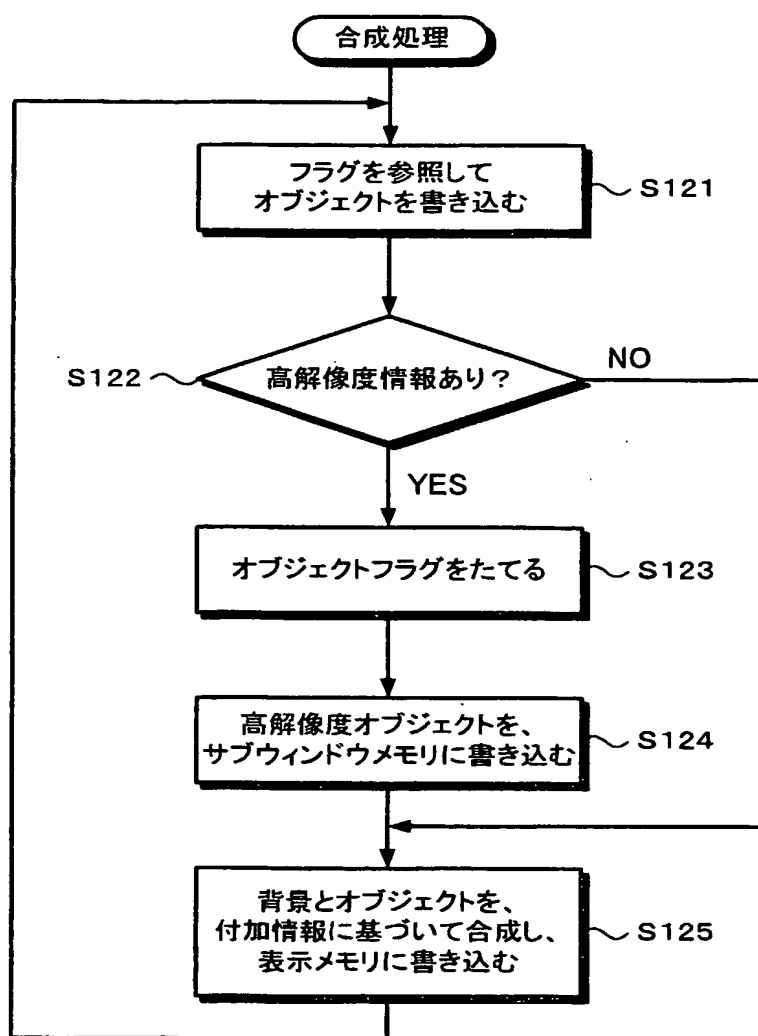 合成処理
フラグを参照して
オブジェクトを書き込む
S121
S122
高解像度情報あり？
NO
YES
オブジェクトフラグをたてる
S123
高解像度オブジェクトを、
サブウィンドウメモリに書き込む
S124
背景とオブジェクトを、
付加情報に基づいて合成し、
表示メモリに書き込む
S125